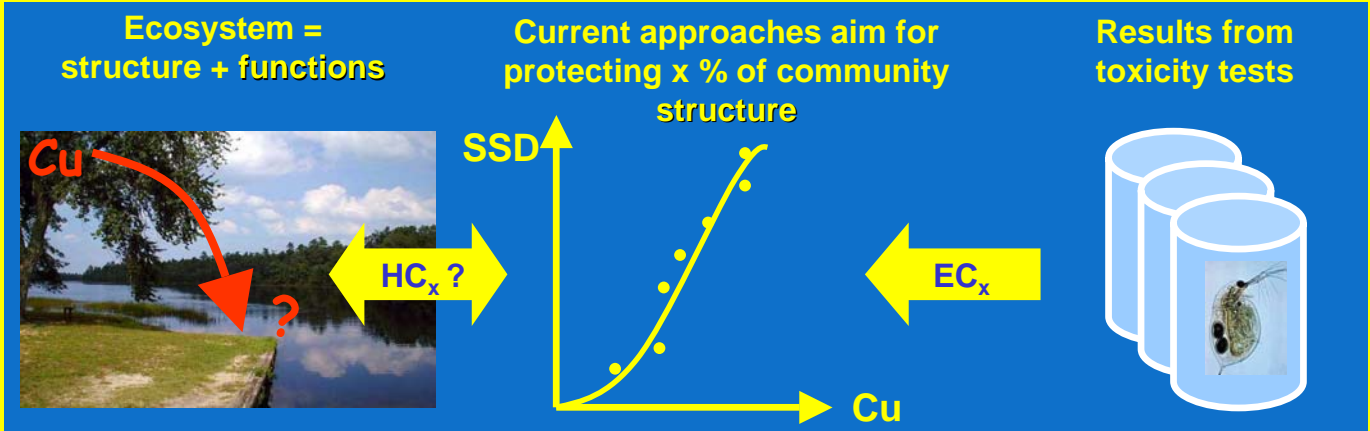 Ecosystem =
structure + functions
Current approaches aim for
protecting x % of community
structure
Results from
toxicity tests
Cu
?
HCx ?
SSD
Cu
ECx